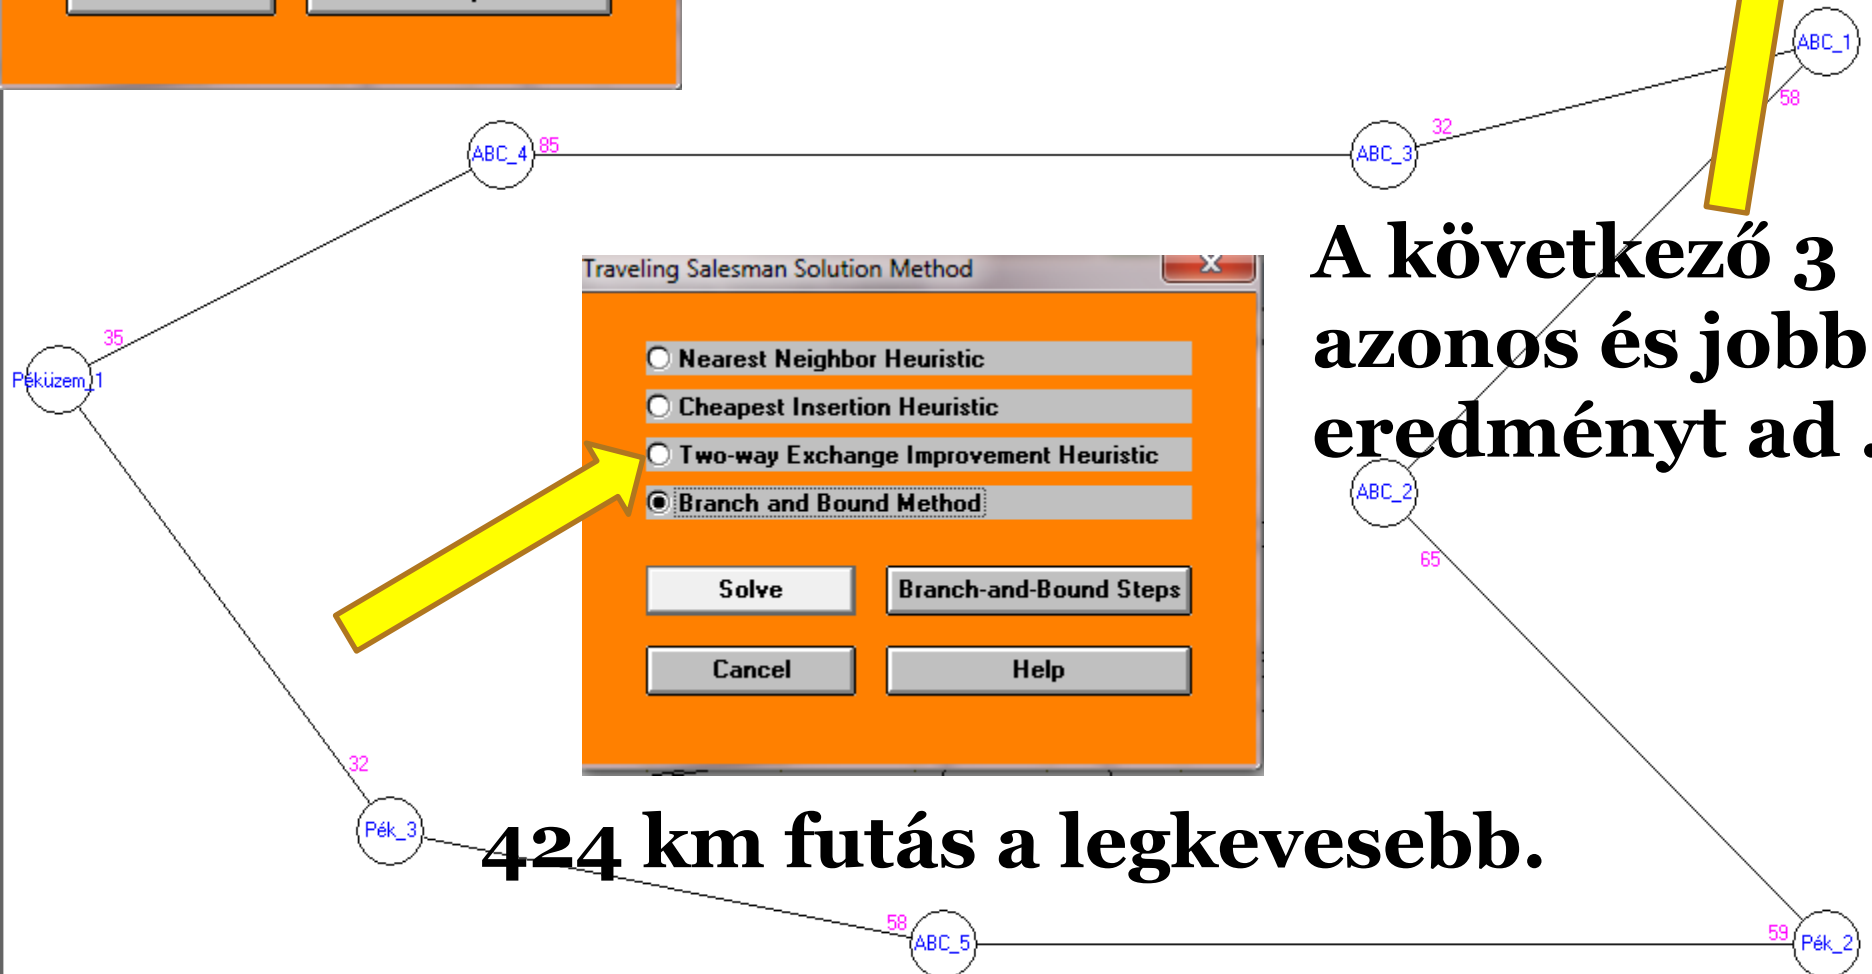 ABC_1
58
ABC_4
85
ABC_3
32
A következő 3
azonos és jobb
eredményt ad .
Traveling Salesman Solution Method
Nearest Neighbor Heuristic
Cheapest Insertion Heuristic
Two-way Exchange Improvement Heuristic
Branch and Bound Method
Solve
Branch-and-Bound Steps
Cancel
Help
35
Péküzem_1
ABC_2
65
32
Pék_3
424 km futás a legkevesebb.
58
ABC_5
59
Pék_2